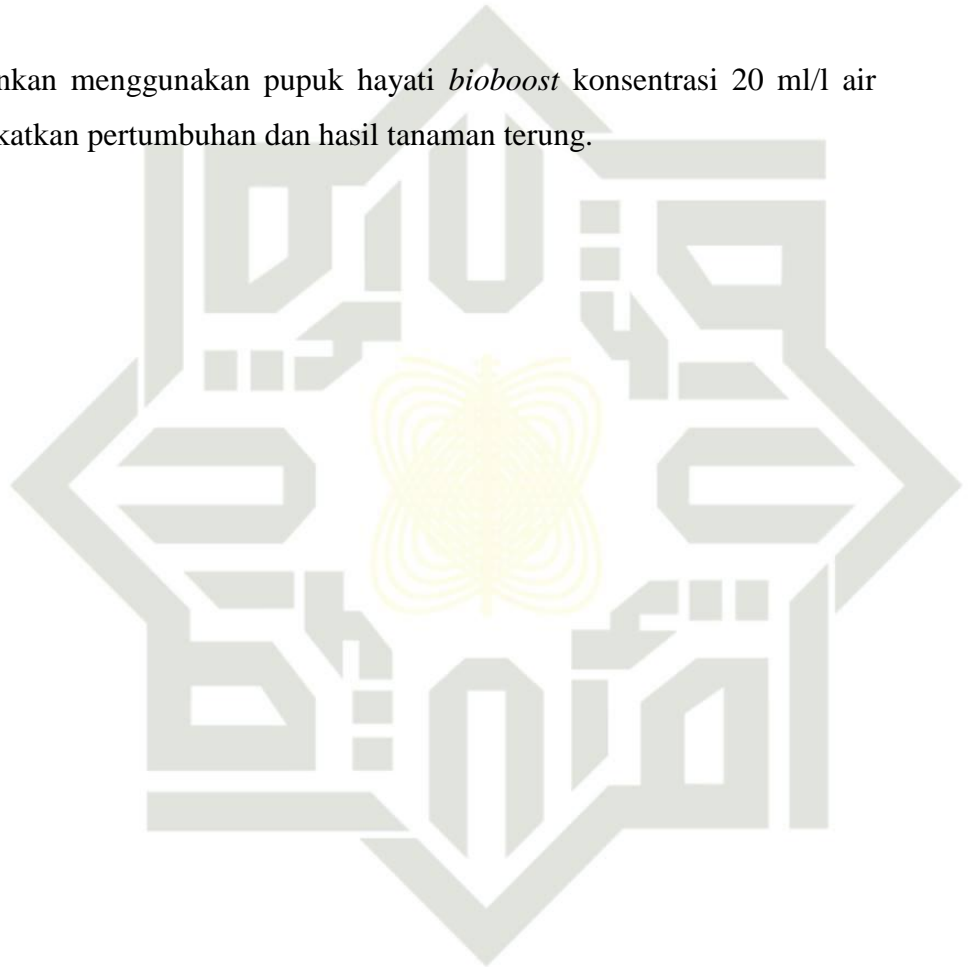 nkan menggunakan pupuk hayati bioboost konsentrasi 20 ml/l air
katkan pertumbuhan dan hasil tanaman terung.